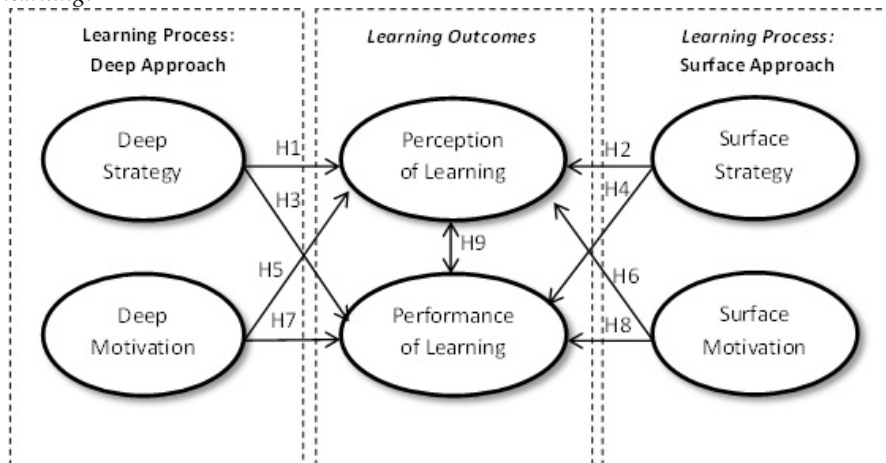 learning.
Learning Process:
Deep Approach
Learning Outcomes
Learning Process:
Surface Approach
Deep
Strategy
H1
Perception
of Learning
H2
Surface
Strategy
H3
H4
H9
H5
H6
Deep
Motivation
H7
Performance
of Learning
H8
Surface
Motivation